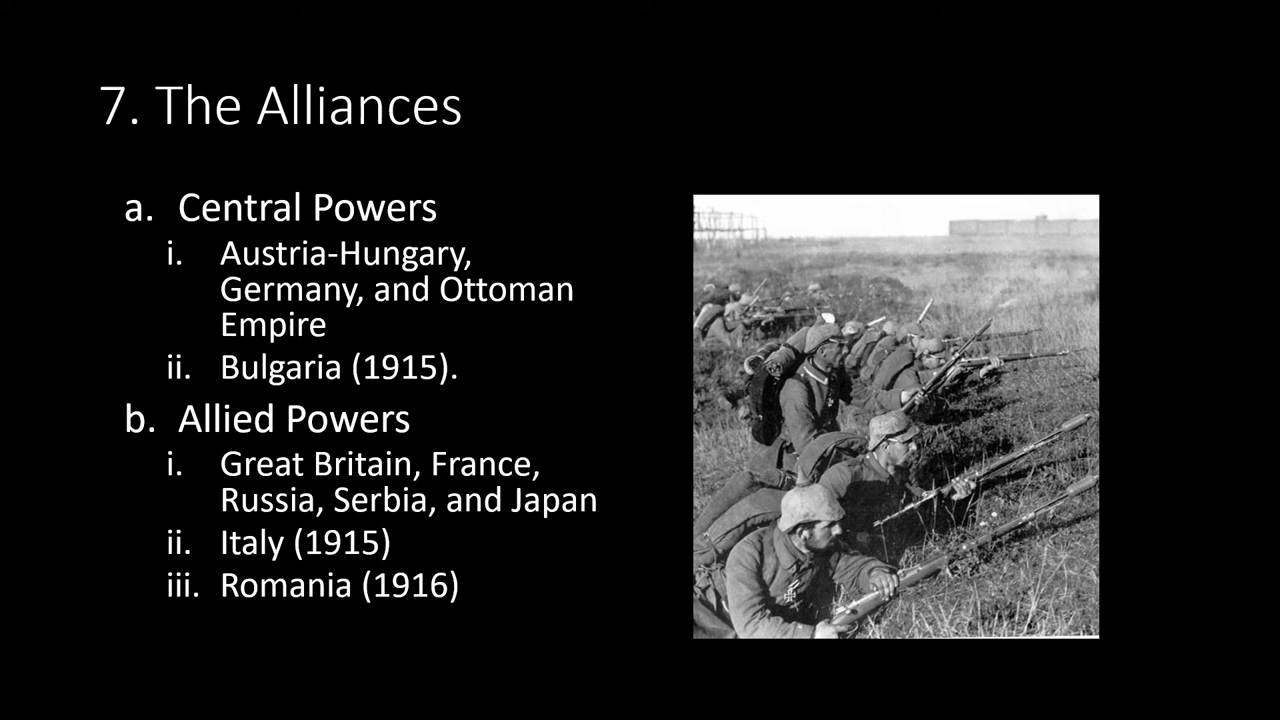 7. The Alliances
a. Central Powers
i. Austria-Hungary,
Germany, and Ottoman
Empire
ii. Bulgaria (1915).
b. Allied Powers
i. Great Britain, France,
Russia, Serbia, and Japan
ii. Italy (1915)
iii. Romania (1916)